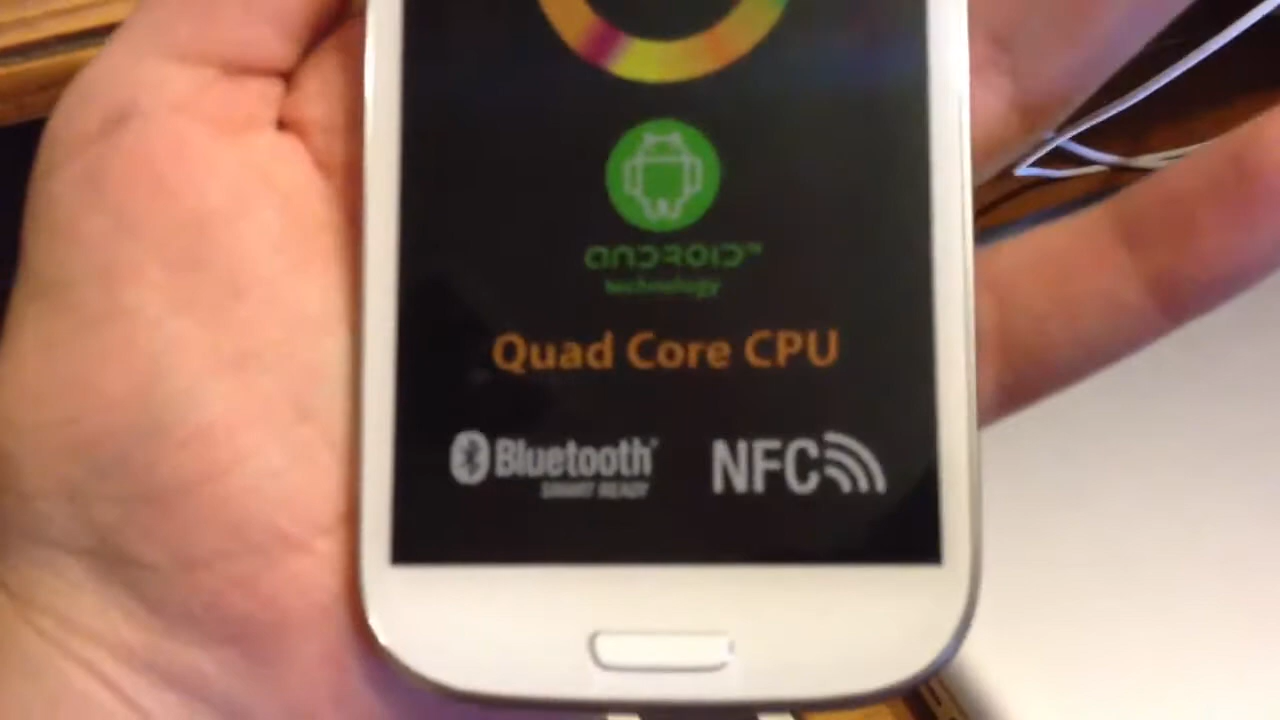 ANDROID™
technology
Quad Core CPU
Bluetooth®
SMART READY
NFC